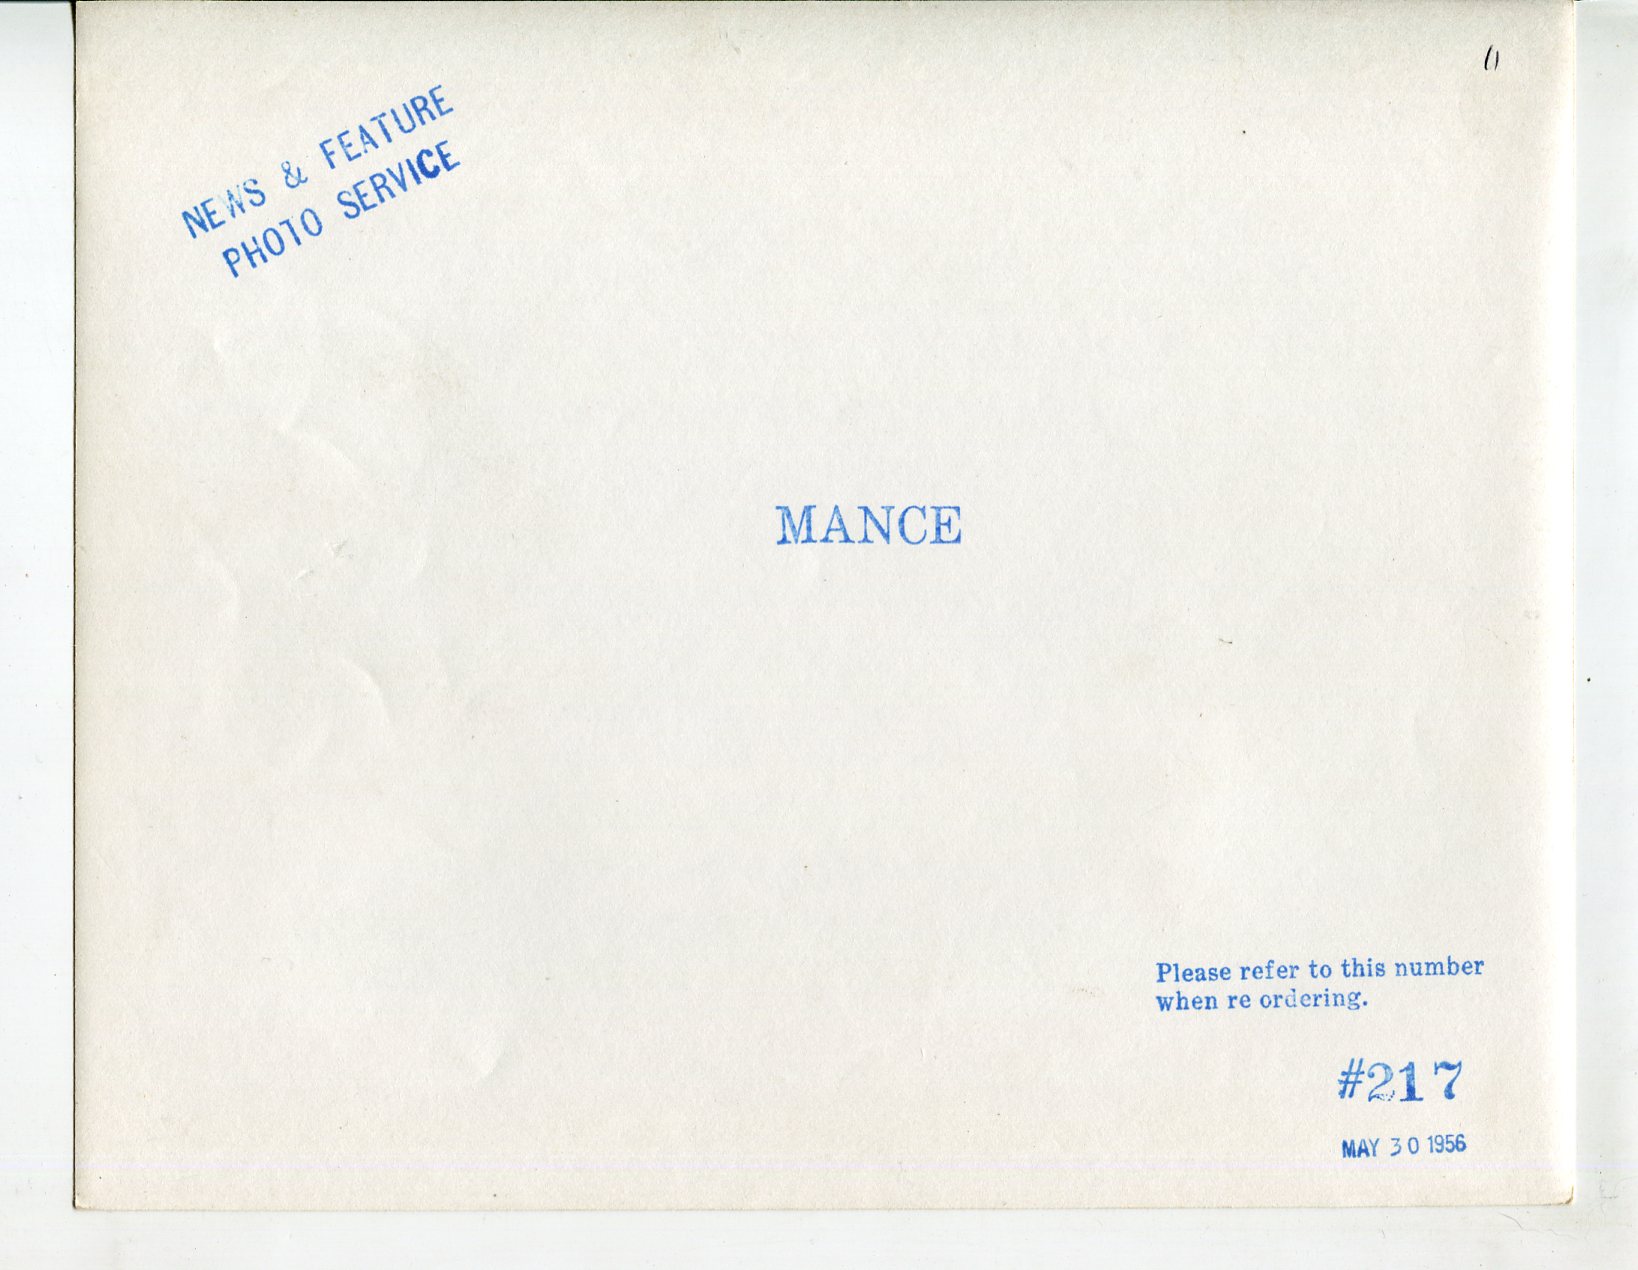 NEWS & FEATURE
PHOTO SERVICE
MANCE
Please refer to this number
when re ordering.
#217
MAY 30 1956